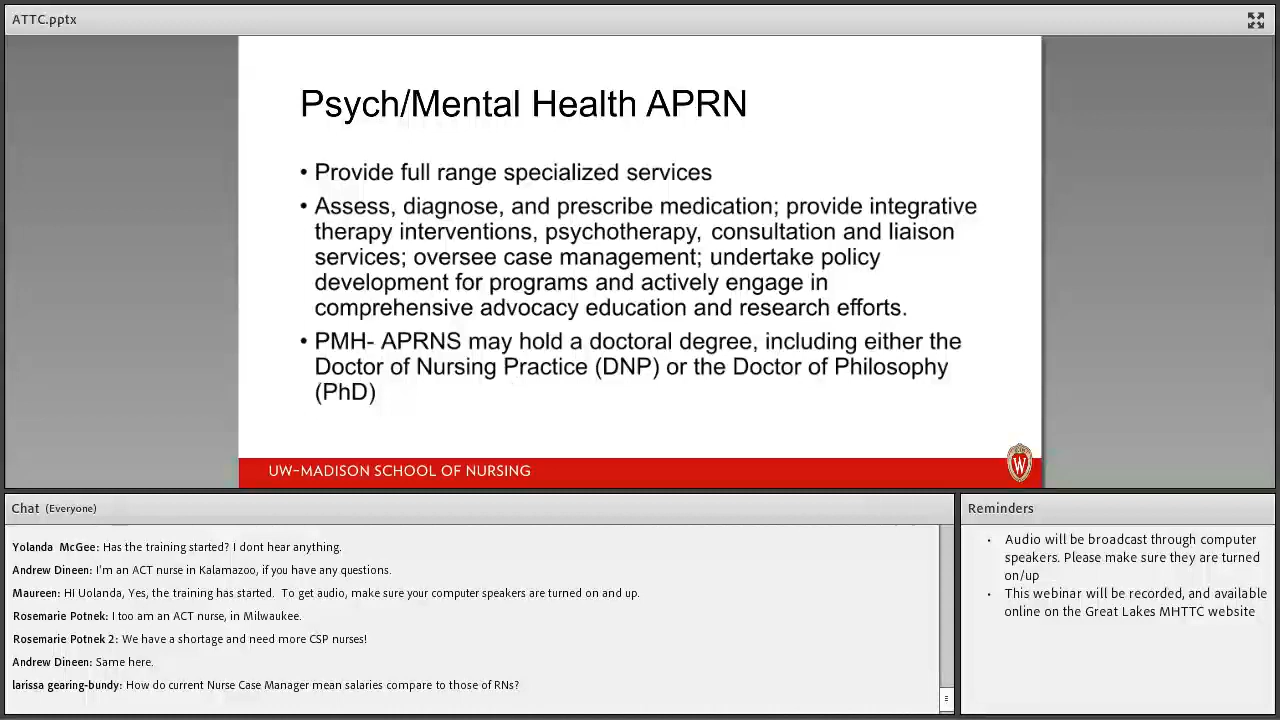 ATTC.pptx
Psych/Mental Health APRN
• Provide full range specialized services
• Assess, diagnose, and prescribe medication; provide integrative
therapy interventions, psychotherapy, consultation and liaison
services; oversee case management; undertake policy
development for programs and actively engage in
comprehensive advocacy education and research efforts.
• PMH- APRNS may hold a doctoral degree, including either the
Doctor of Nursing Practice (DNP) or the Doctor of Philosophy
(PhD)
UW-MADISON SCHOOL OF NURSING
W
Chat (Everyone)
Yolanda McGee: Has the training started? I dont hear anything.
Andrew Dineen: I'm an ACT nurse in Kalamazoo, if you have any questions.
Maureen: HI Uolanda, Yes, the training has started. To get audio, make sure your computer speakers are turned on and up.
Rosemarie Potnek: I too am an ACT nurse, in Milwaukee.
Rosemarie Potnek 2: We have a shortage and need more CSP nurses!
Andrew Dineen: Same here.
larissa gearing-bundy: How do current Nurse Case Manager mean salaries compare to those of RNs?
Reminders
• Audio will be broadcast through computer
speakers. Please make sure they are turned
on/up
• This webinar will be recorded, and available
online on the Great Lakes MHTTC website